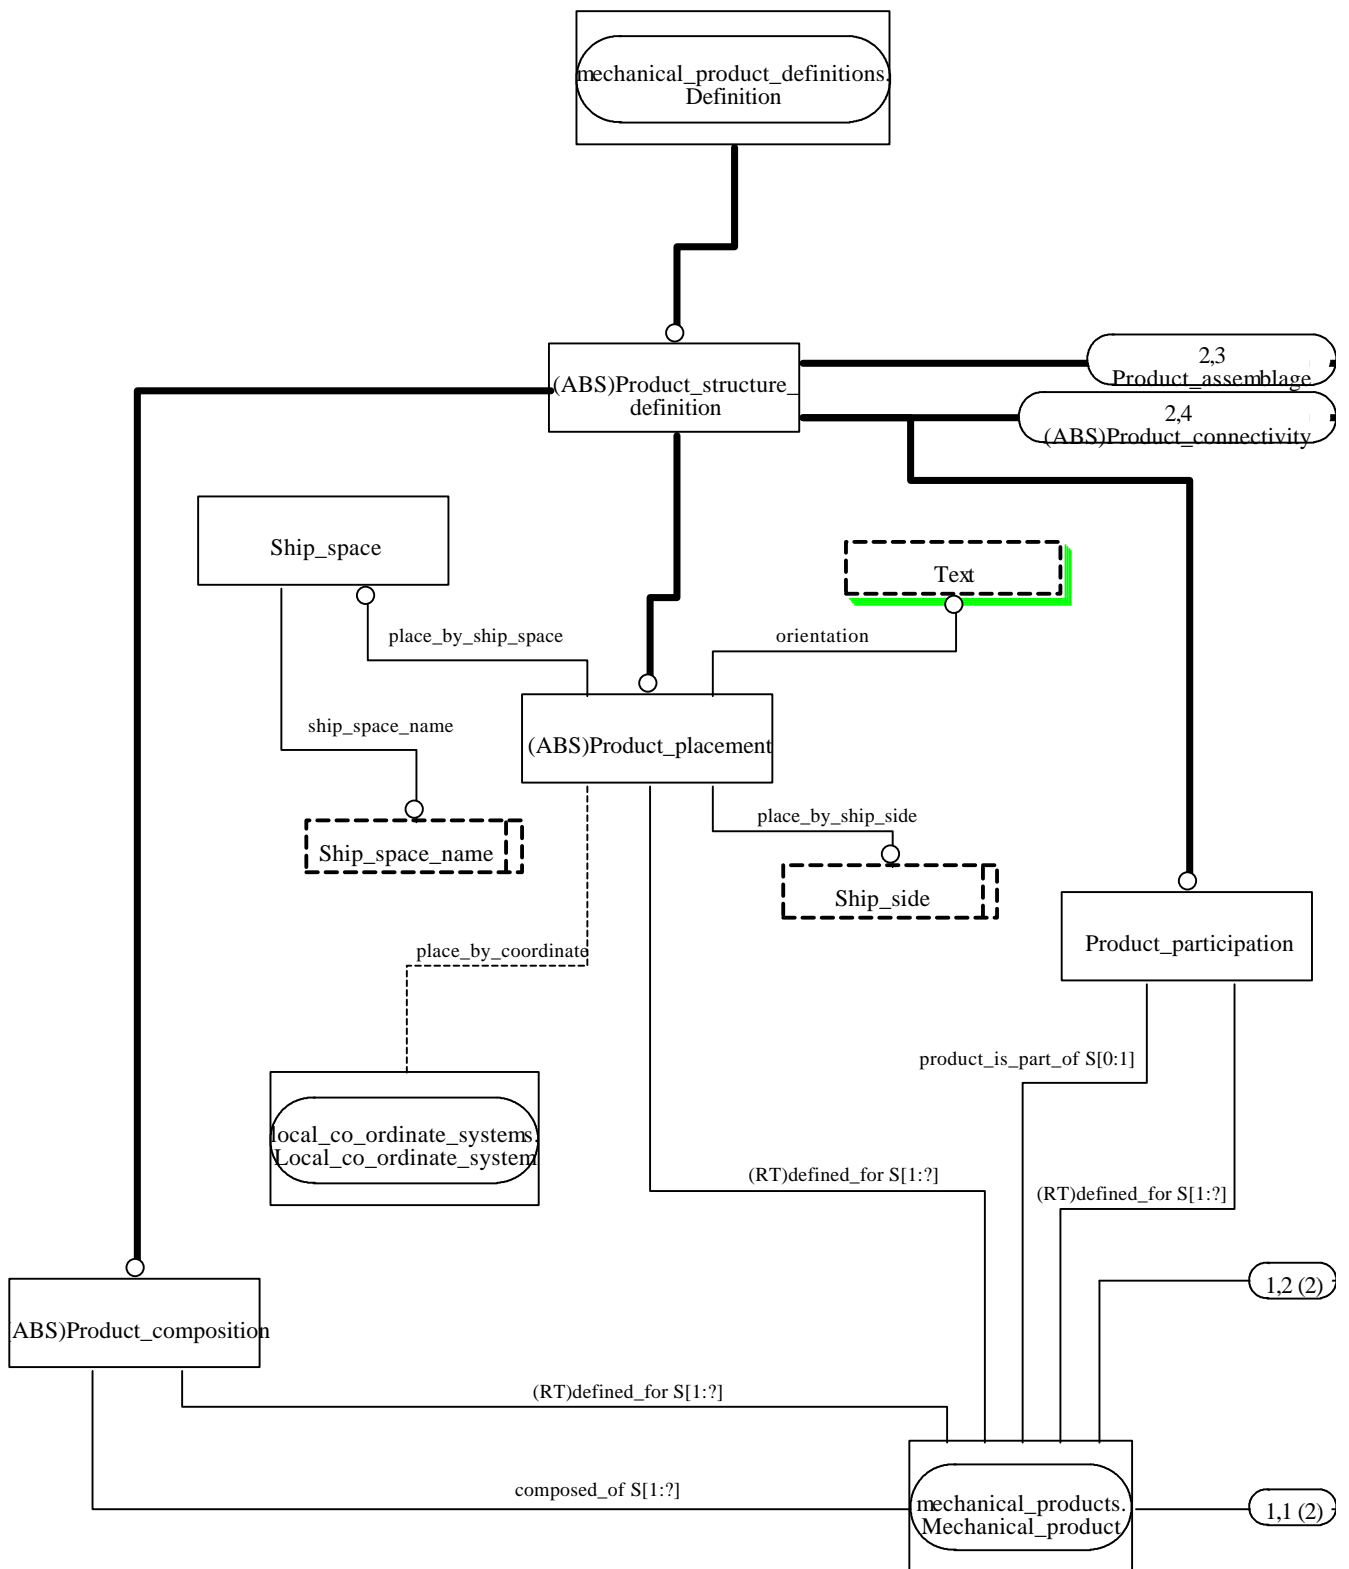 mechanical_product_definitions.
Definition
2,3
Product_assemblage
(ABS)Product_structure_
definition
2,4
(ABS)Product_connectivity
Ship_space
Text
place_by_ship_space
orientation
ship_space_name
(ABS)Product_placement
place_by_ship_side
Ship_space_name
Ship_side
place_by_coordinate
Product_participation
product_is_part_of S[0:1]
local_co_ordinate_systems.
Local_co_ordinate_system
(RT)defined_for S[1:?]
(RT)defined_for S[1:?]
1,2 (2)
(ABS)Product_composition
(RT)defined_for S[1:?]
composed_of S[1:?]
mechanical_products.
Mechanical_product
1,1 (2)